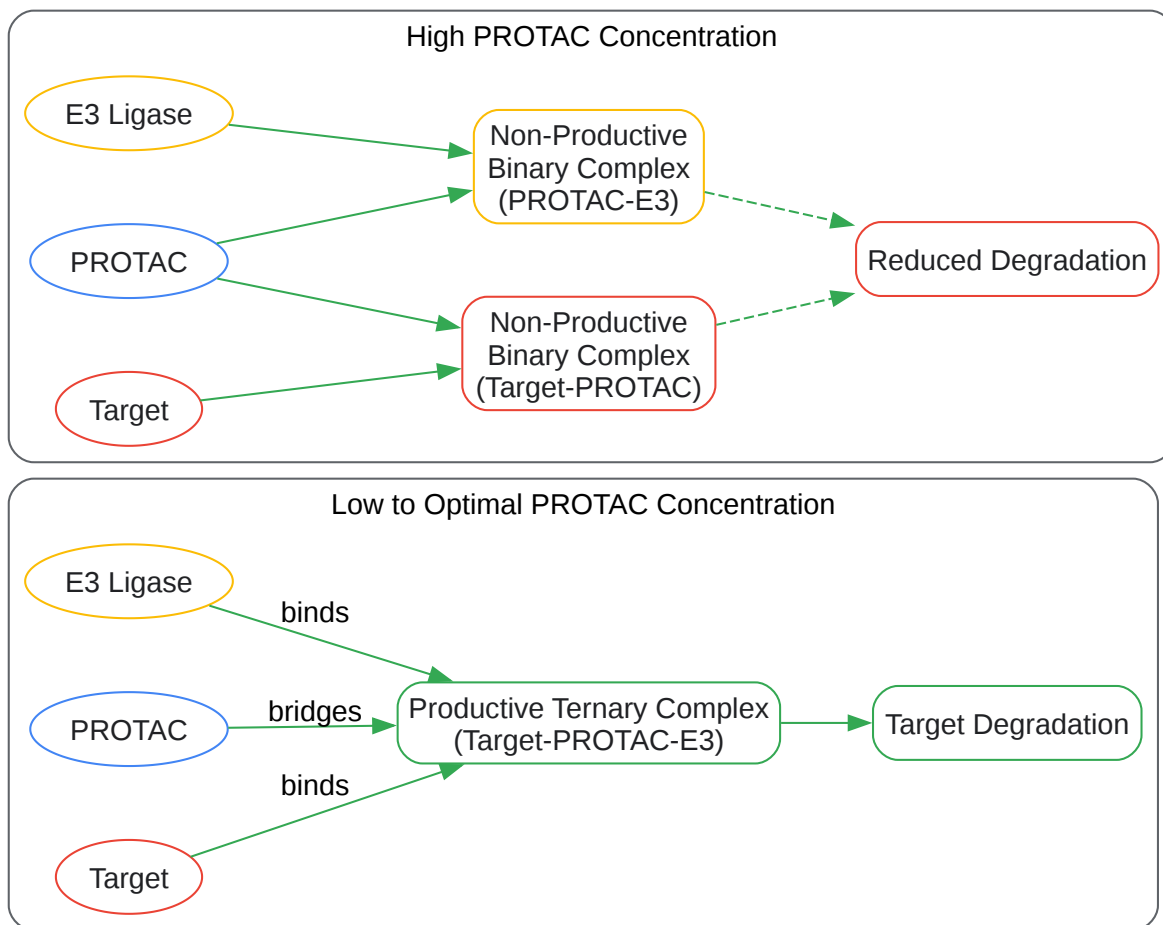 High PROTAC Concentration
E3 Ligase
Non-Productive
Binary Complex
(PROTAC-E3)
PROTAC
Reduced Degradation
Non-Productive
Binary Complex
(Target-PROTAC)
Target
Low to Optimal PROTAC Concentration
E3 Ligase
binds
PROTAC
bridges
Productive Ternary Complex
(Target-PROTAC-E3)
Target Degradation
binds
Target